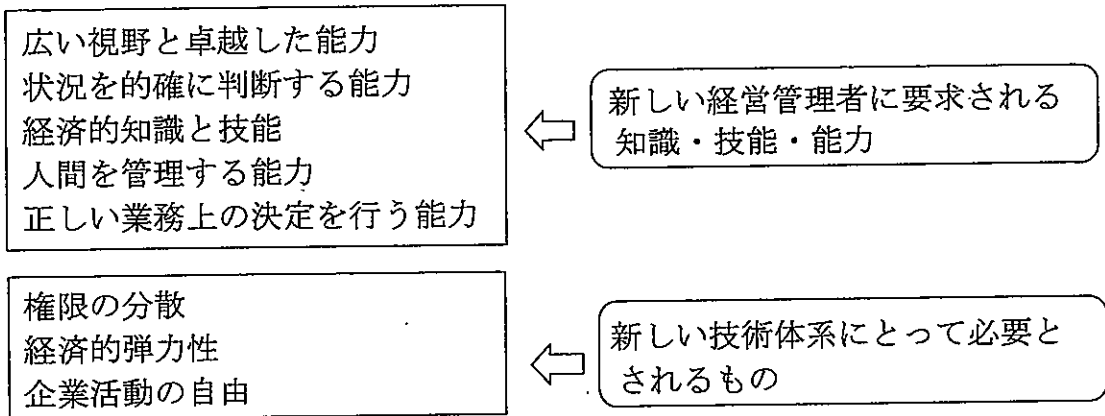 広い視野と卓越した能力
状況を的確に判断する能力
経済的知識と技能
人間を管理する能力
正しい業務上の決定を行う能力
新しい経営管理者に要求される
知識・技能・能力
権限の分散
経済的弾力性
企業活動の自由
新しい技術体系にとって必要と
されるもの